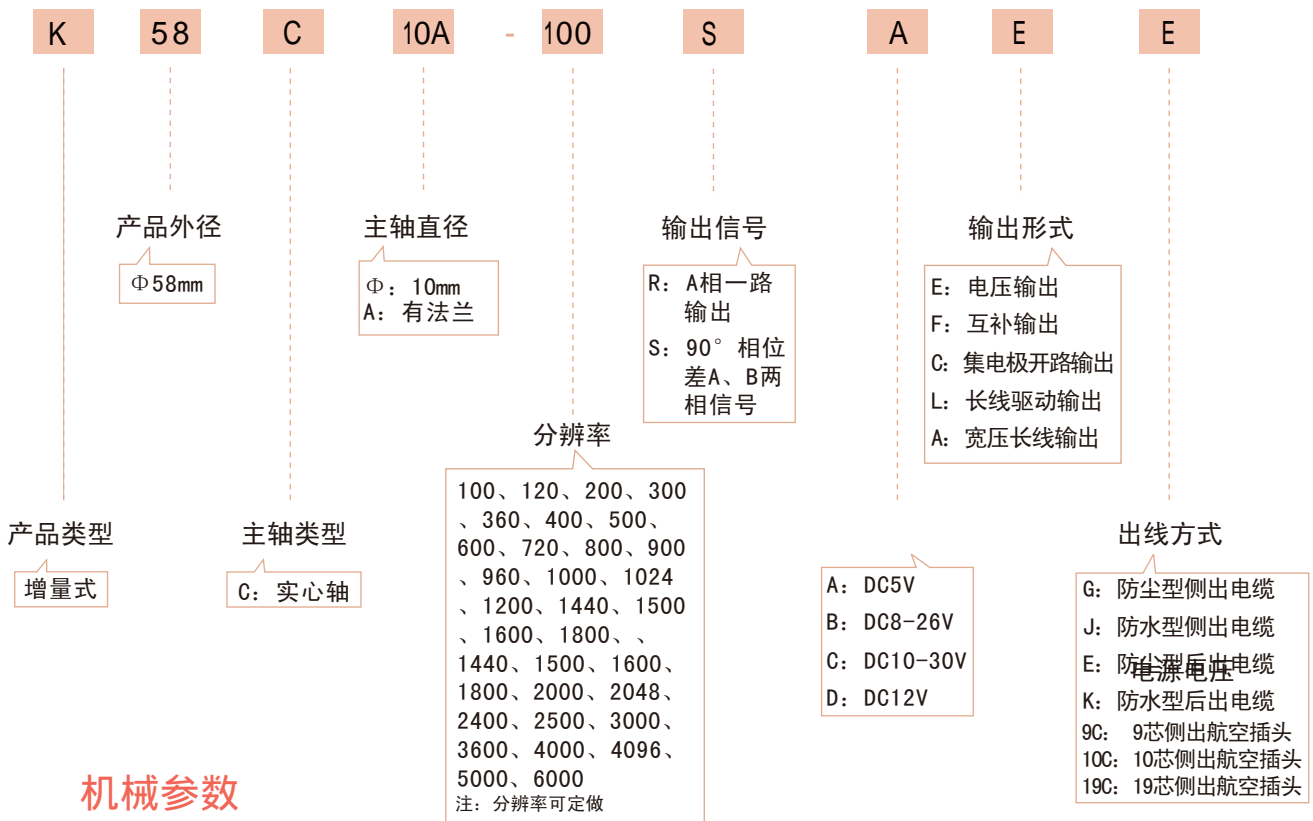 K 58 C 10A - 100 S A E E
产品外径
Φ58mm
主轴直径
Φ: 10mm
A: 有法兰
输出信号
R: A相一路
输出
S: 90°相位
差A、B两
相信号
输出形式
E: 电压输出
F: 互补输出
C: 集电极开路输出
L: 长线驱动输出
A: 宽压长线输出
产品类型
增量式
主轴类型
C: 实心轴
分辨率
100、120、200、300
、360、400、500、
600、720、800、900
、960、1000、1024
、1200、1440、1500
、1600、1800、、
1440、1500、1600、
1800、2000、2048、
2400、2500、3000、
3600、4000、4096、
5000、6000
注: 分辨率可定做
电源电压
A: DC5V
B: DC8-26V
C: DC10-30V
D: DC12V
出线方式
G: 防尘型侧出电缆
J: 防水型侧出电缆
E: 防尘型后出电缆
K: 防水型后出电缆
9C: 9芯侧出航空插头
10C: 10芯侧出航空插头
19C: 19芯侧出航空插头
机械参数